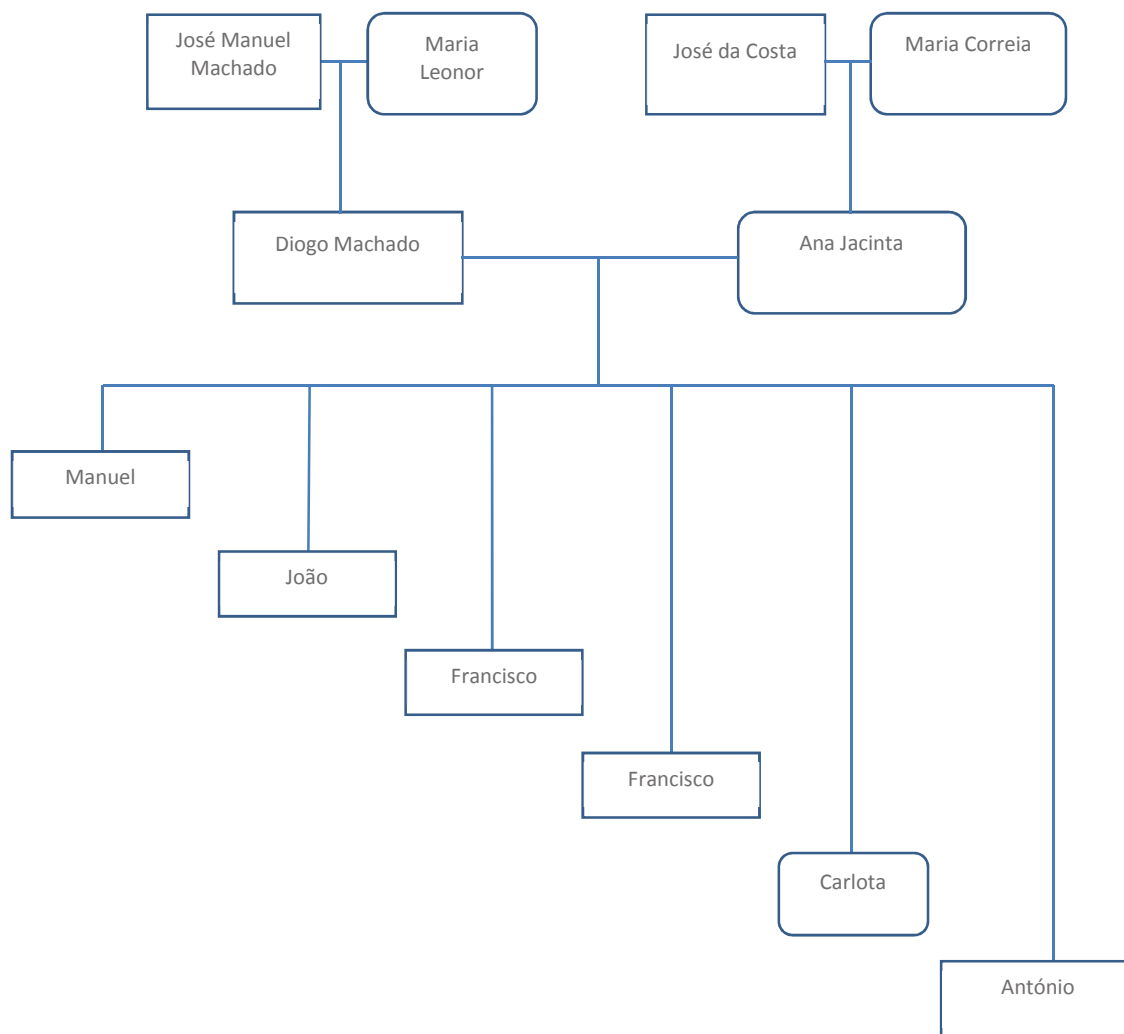 José Manuel
Machado
Maria
Leonor
José da Costa
Maria Correia
Diogo Machado
Ana Jacinta
Manuel
João
Francisco
Francisco
Carlota
António